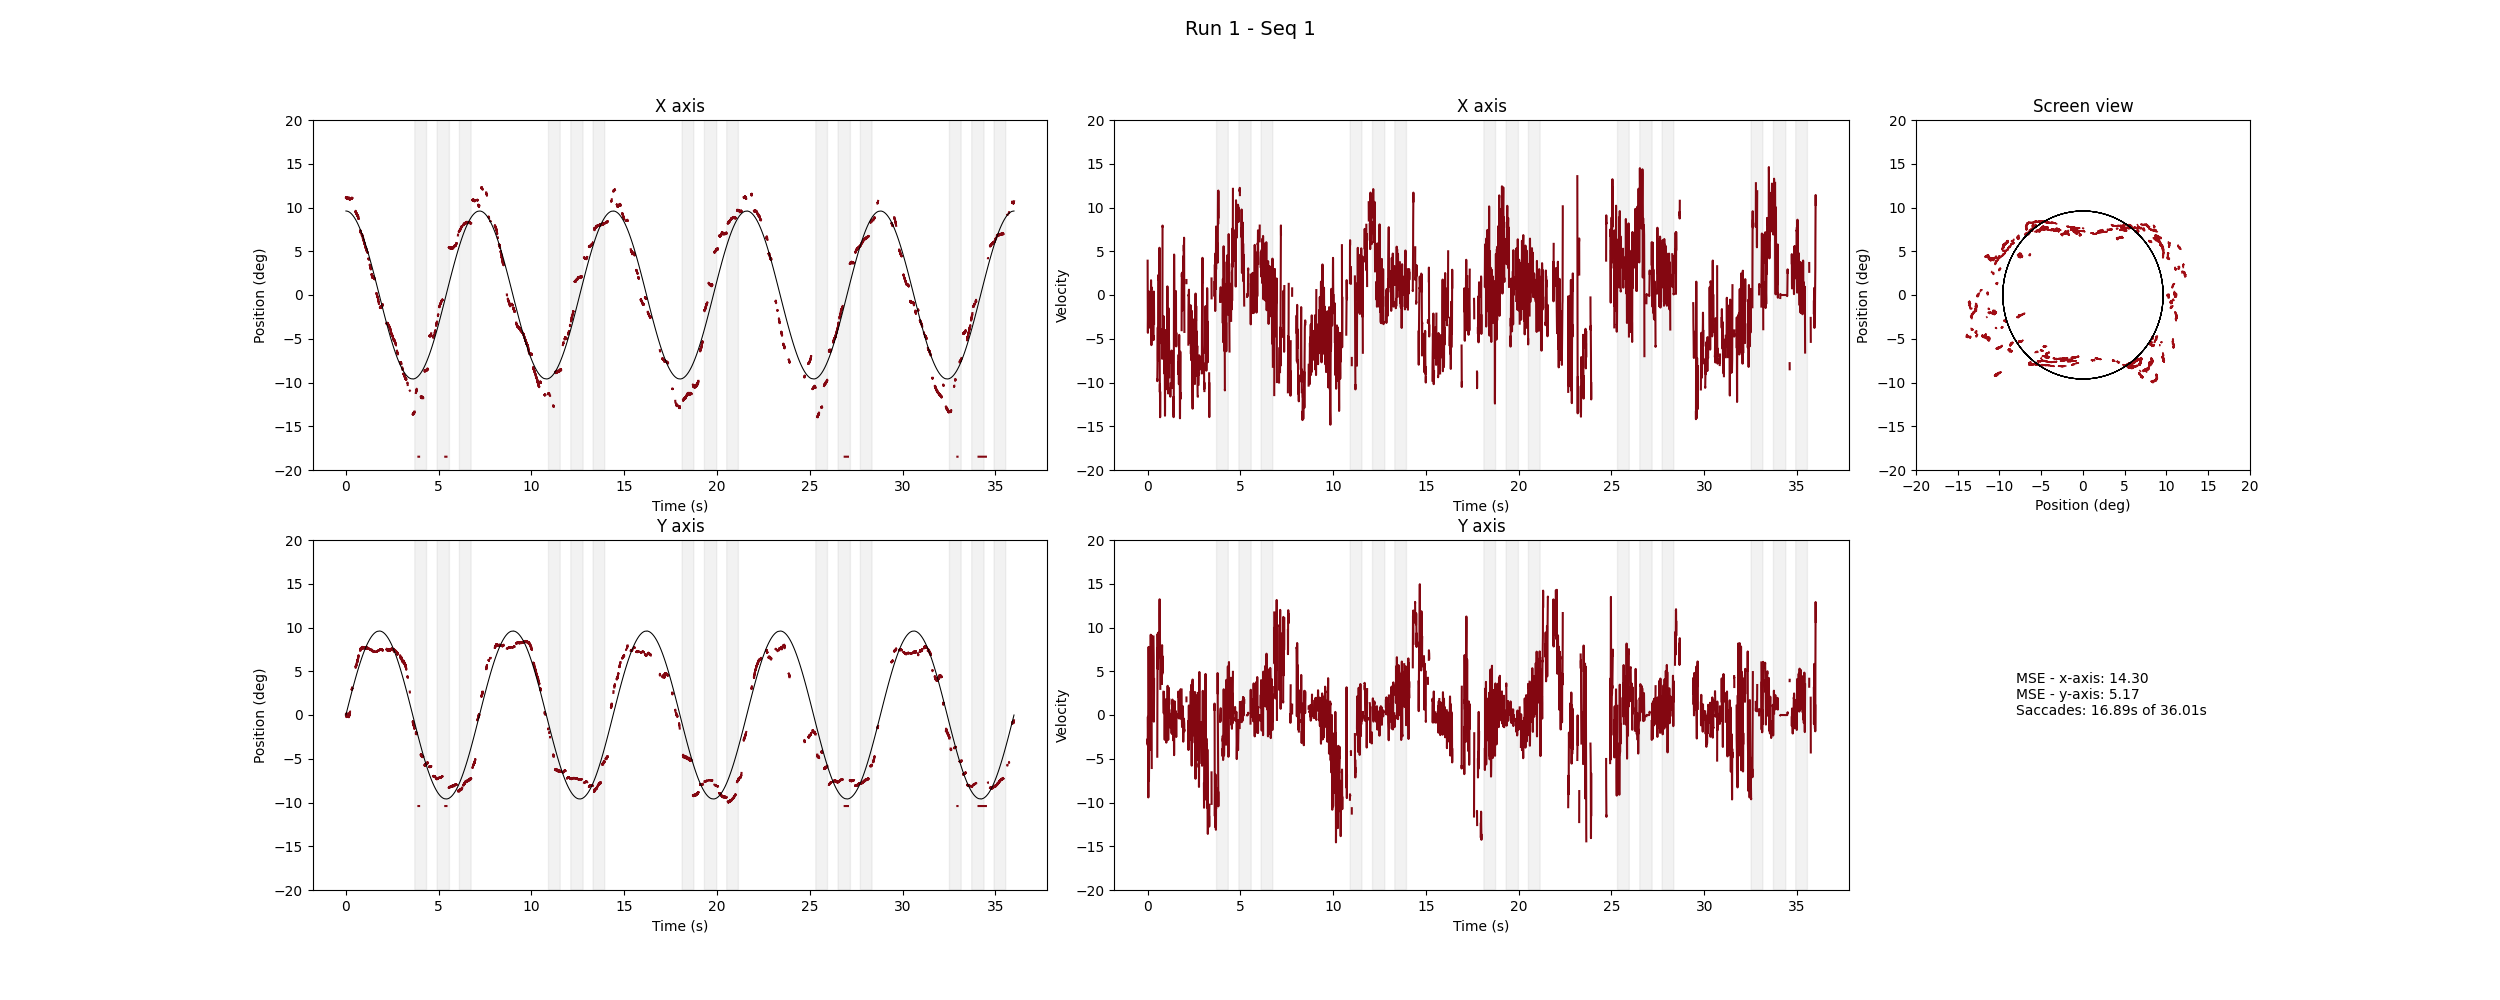 Run 1 - Seq 1
X axis
X axis
Screen view
20
15
10
5
0
−5
−10
−15
−20
Position (deg)
0 5 10 15 20 25 30 35
Time (s)
20
15
10
5
0
−5
−10
−15
−20
Velocity
0 5 10 15 20 25 30 35
Time (s)
20
15
10
5
0
−5
−10
−15
−20
Position (deg)
−20 −15 −10 −5 0 5 10 15 20
Position (deg)
Y axis
Y axis
20
15
10
5
0
−5
−10
−15
−20
Position (deg)
0 5 10 15 20 25 30 35
Time (s)
20
15
10
5
0
−5
−10
−15
−20
Velocity
0 5 10 15 20 25 30 35
Time (s)
MSE - x-axis: 14.30
MSE - y-axis: 5.17
Saccades: 16.89s of 36.01s